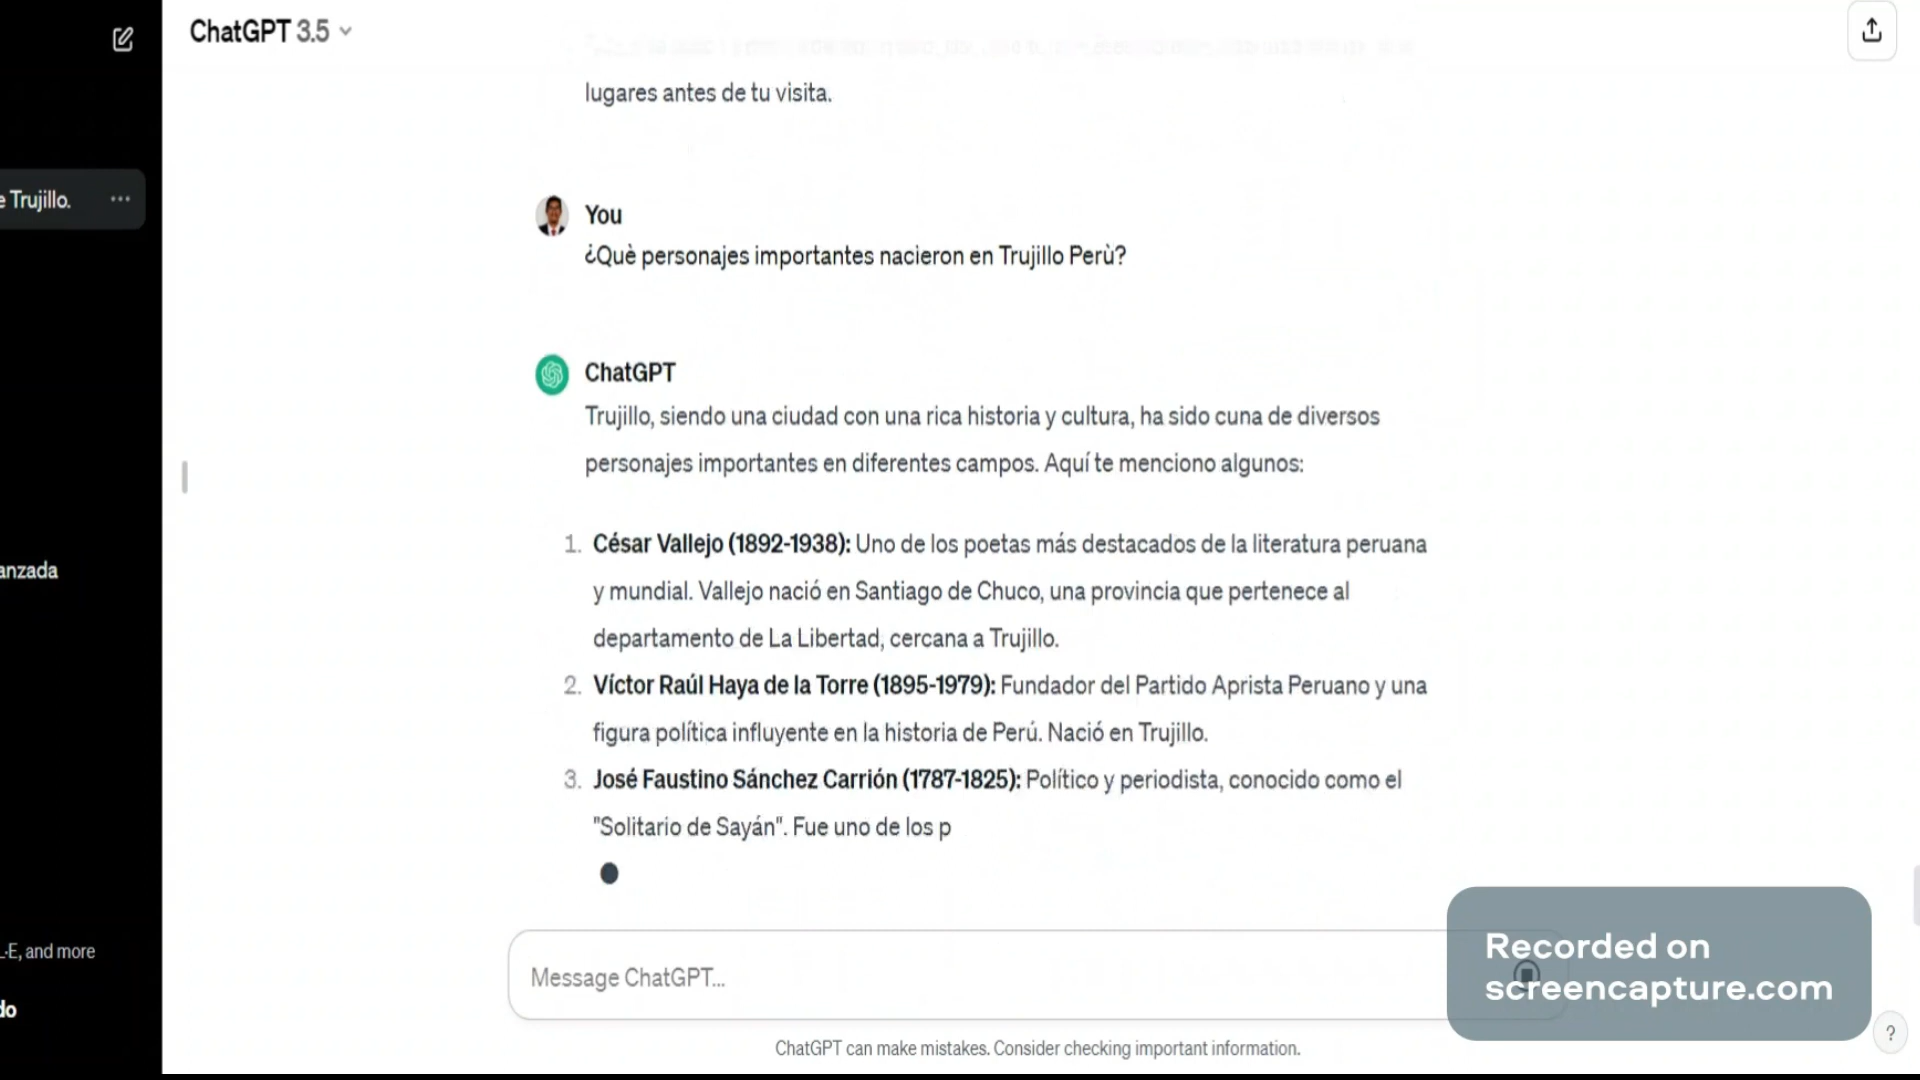 ChatGPT 3.5
lugares antes de tu visita.
e Trujillo.
You
¿Què personajes importantes nacieron en Trujillo Perù?
ChatGPT
Trujillo, siendo una ciudad con una rica historia y cultura, ha sido cuna de diversos
personajes importantes en diferentes campos. Aquí te menciono algunos:
1. César Vallejo (1892-1938): Uno de los poetas más destacados de la literatura peruana
y mundial. Vallejo nació en Santiago de Chuco, una provincia que pertenece al
departamento de La Libertad, cercana a Trujillo.
anzada
2. Víctor Raúl Haya de la Torre (1895-1979): Fundador del Partido Aprista Peruano y una
figura política influyente en la historia de Perú. Nació en Trujillo.
3. José Faustino Sánchez Carrión (1787-1825): Político y periodista, conocido como el
"Solitario de Sayán". Fue uno de los p
L·E, and more
do
Message ChatGPT...
Recorded on
screencapture.com
ChatGPT can make mistakes. Consider checking important information.
?